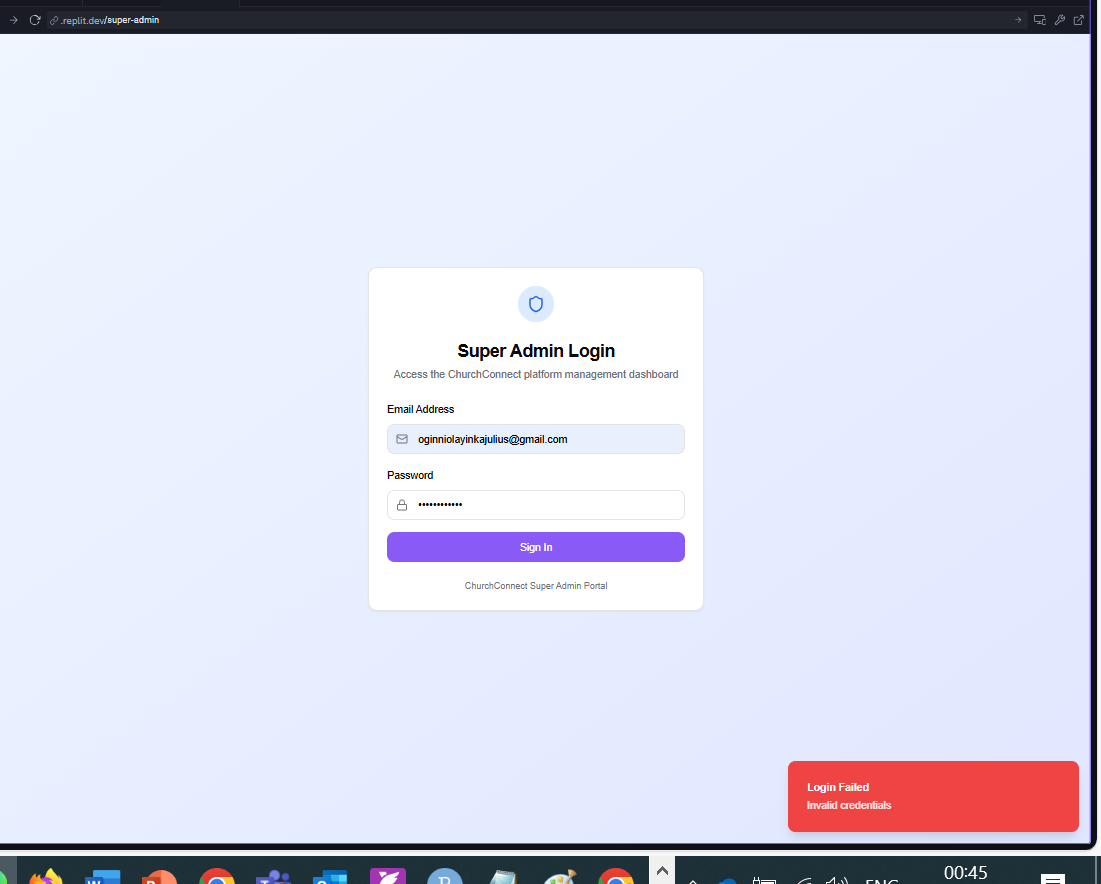 .replit.dev/super-admin
Super Admin Login
Access the ChurchConnect platform management dashboard
Email Address
oginniolayinkajulius@gmail.com
Password
••••••••••••
Sign In
ChurchConnect Super Admin Portal
Login Failed
Invalid credentials
ENG
00:45